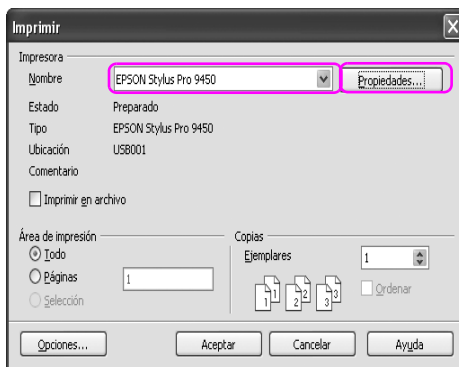 Imprimir
Impresora
Nombre EPSON Stylus Pro 9450 Propiedades...
Estado Preparado
Tipo EPSON Stylus Pro 9450
Ubicación USB001
Comentario
Imprimir en archivo
Área de impresión
Todo
Páginas 1
Selección
Copias
Ejemplares 1
1 1 2 2 3 3
Ordenar
Opciones... Aceptar Cancelar Ayuda